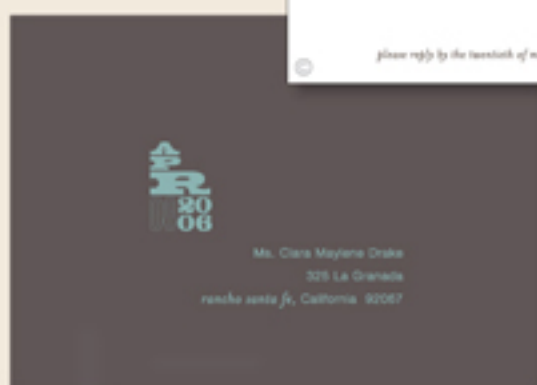 please reply by the twentieth of
A
P
R
20
06
Ms. Clara Maylene Drake
325 La Granada
rancho santa fe, California 92067